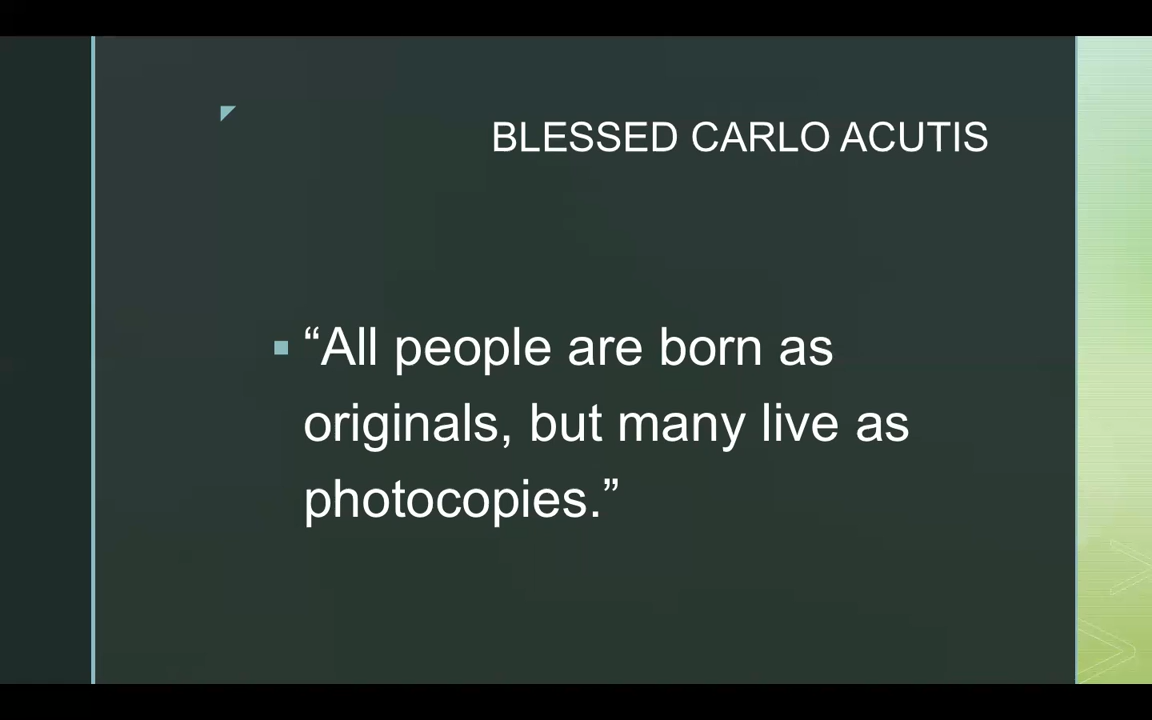 BLESSED CARLO ACUTIS
“All people are born as
originals, but many live as
photocopies.”